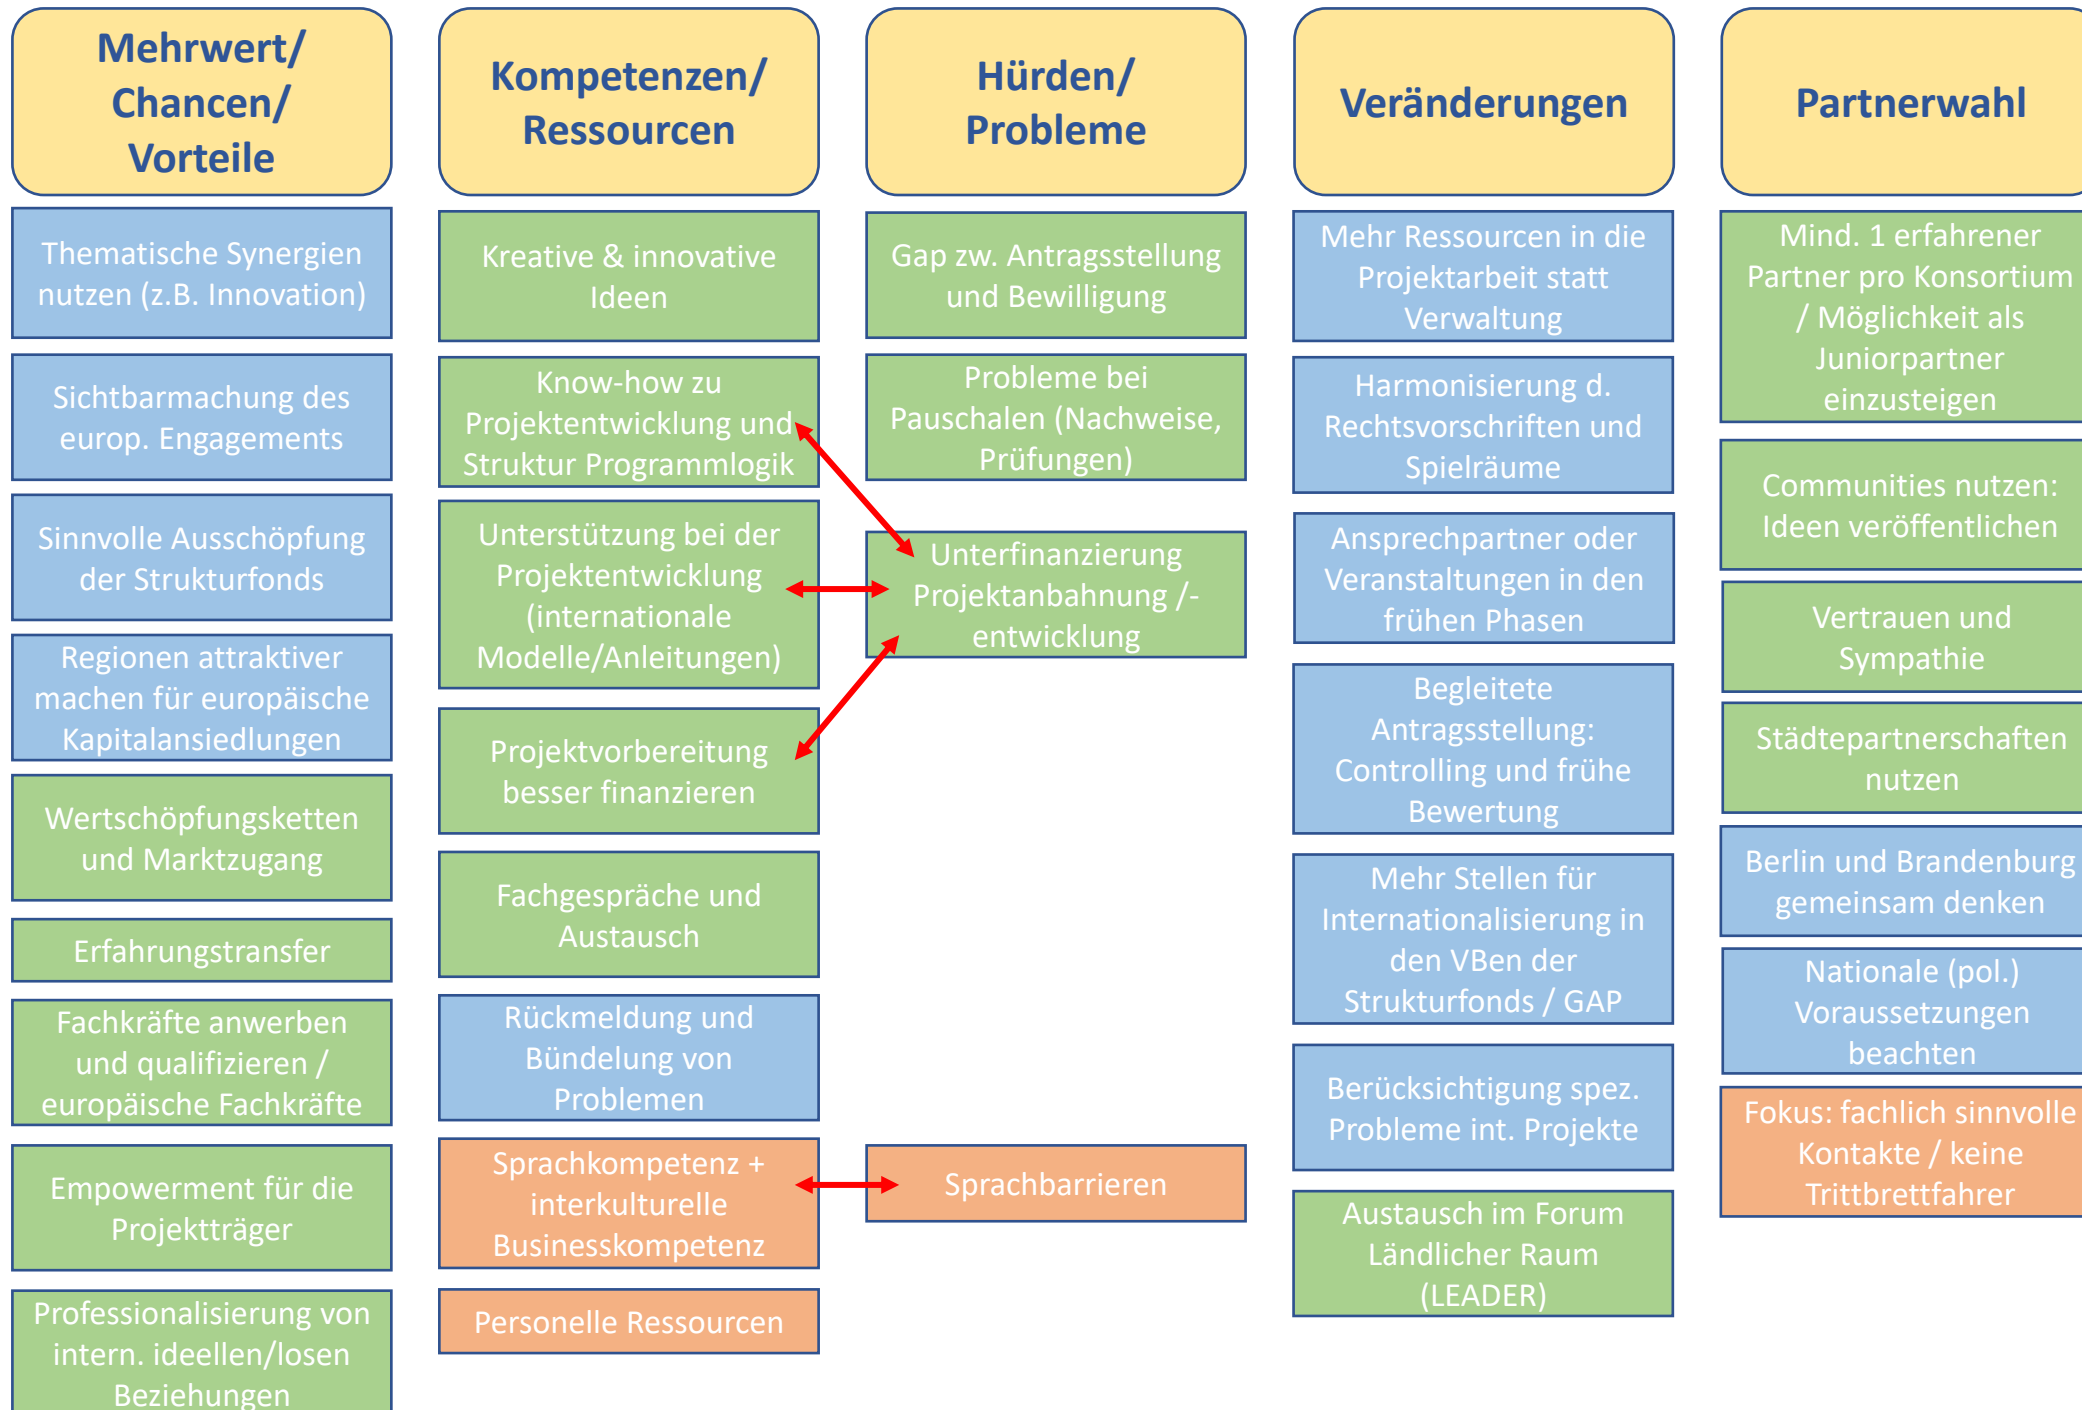 Mehrwert/
Chancen/
Vorteile
Thematische Synergien
nutzen (z.B. Innovation)
Sichtbarmachung des
europ. Engagements
Sinnvolle Ausschöpfung
der Strukturfonds
Regionen attraktiver
machen für europäische
Kapitalansiedlungen
Wertschöpfungsketten
und Marktzugang
Erfahrungstransfer
Fachkräfte anwerben
und qualifizieren /
europäische Fachkräfte
Empowerment für die
Projektträger
Professionalisierung von
intern. ideellen/losen
Beziehungen
Kompetenzen/
Ressourcen
Kreative & innovative
Ideen
Know-how zu
Projektentwicklung und
Struktur Programmlogik
Unterstützung bei der
Projektentwicklung
(internationale
Modelle/Anleitungen)
Projektvorbereitung
besser finanzieren
Fachgespräche und
Austausch
Rückmeldung und
Bündelung von
Problemen
Sprachkompetenz +
interkulturelle
Businesskompetenz
Personelle Ressourcen
Hürden/
Probleme
Gap zw. Antragsstellung
und Bewilligung
Probleme bei
Pauschalen (Nachweise,
Prüfungen)
Unterfinanzierung
Projektanbahnung /-
entwicklung
Sprachbarrieren
Veränderungen
Mehr Ressourcen in die
Projektarbeit statt
Verwaltung
Harmonisierung d.
Rechtsvorschriften und
Spielräume
Ansprechpartner oder
Veranstaltungen in den
frühen Phasen
Begleitete
Antragsstellung:
Controlling und frühe
Bewertung
Mehr Stellen für
Internationalisierung in
den VBen der
Strukturfonds / GAP
Berücksichtigung spez.
Probleme int. Projekte
Austausch im Forum
Ländlicher Raum
(LEADER)
Partnerwahl
Mind. 1 erfahrener
Partner pro Konsortium
/ Möglichkeit als
Juniorpartner
einzusteigen
Communities nutzen:
Ideen veröffentlichen
Vertrauen und
Sympathie
Städtepartnerschaften
nutzen
Berlin und Brandenburg
gemeinsam denken
Nationale (pol.)
Voraussetzungen
beachten
Fokus: fachlich sinnvolle
Kontakte / keine
Trittbrettfahrer